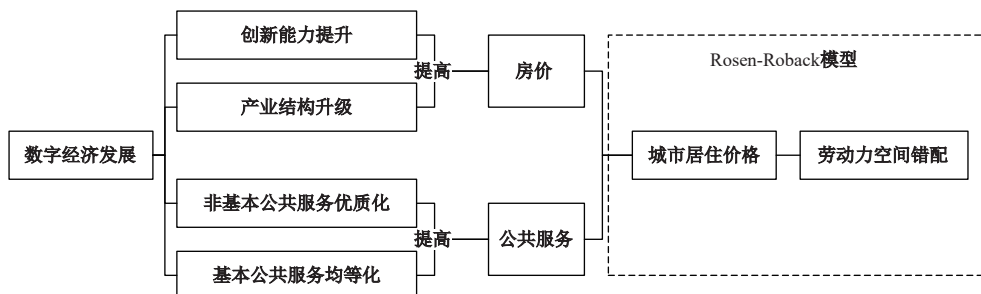 创新能力提升
提高
房价
Rosen-Roback模型
产业结构升级
数字经济发展
城市居住价格
劳动力空间错配
非基本公共服务优质化
提高
公共服务
基本公共服务均等化